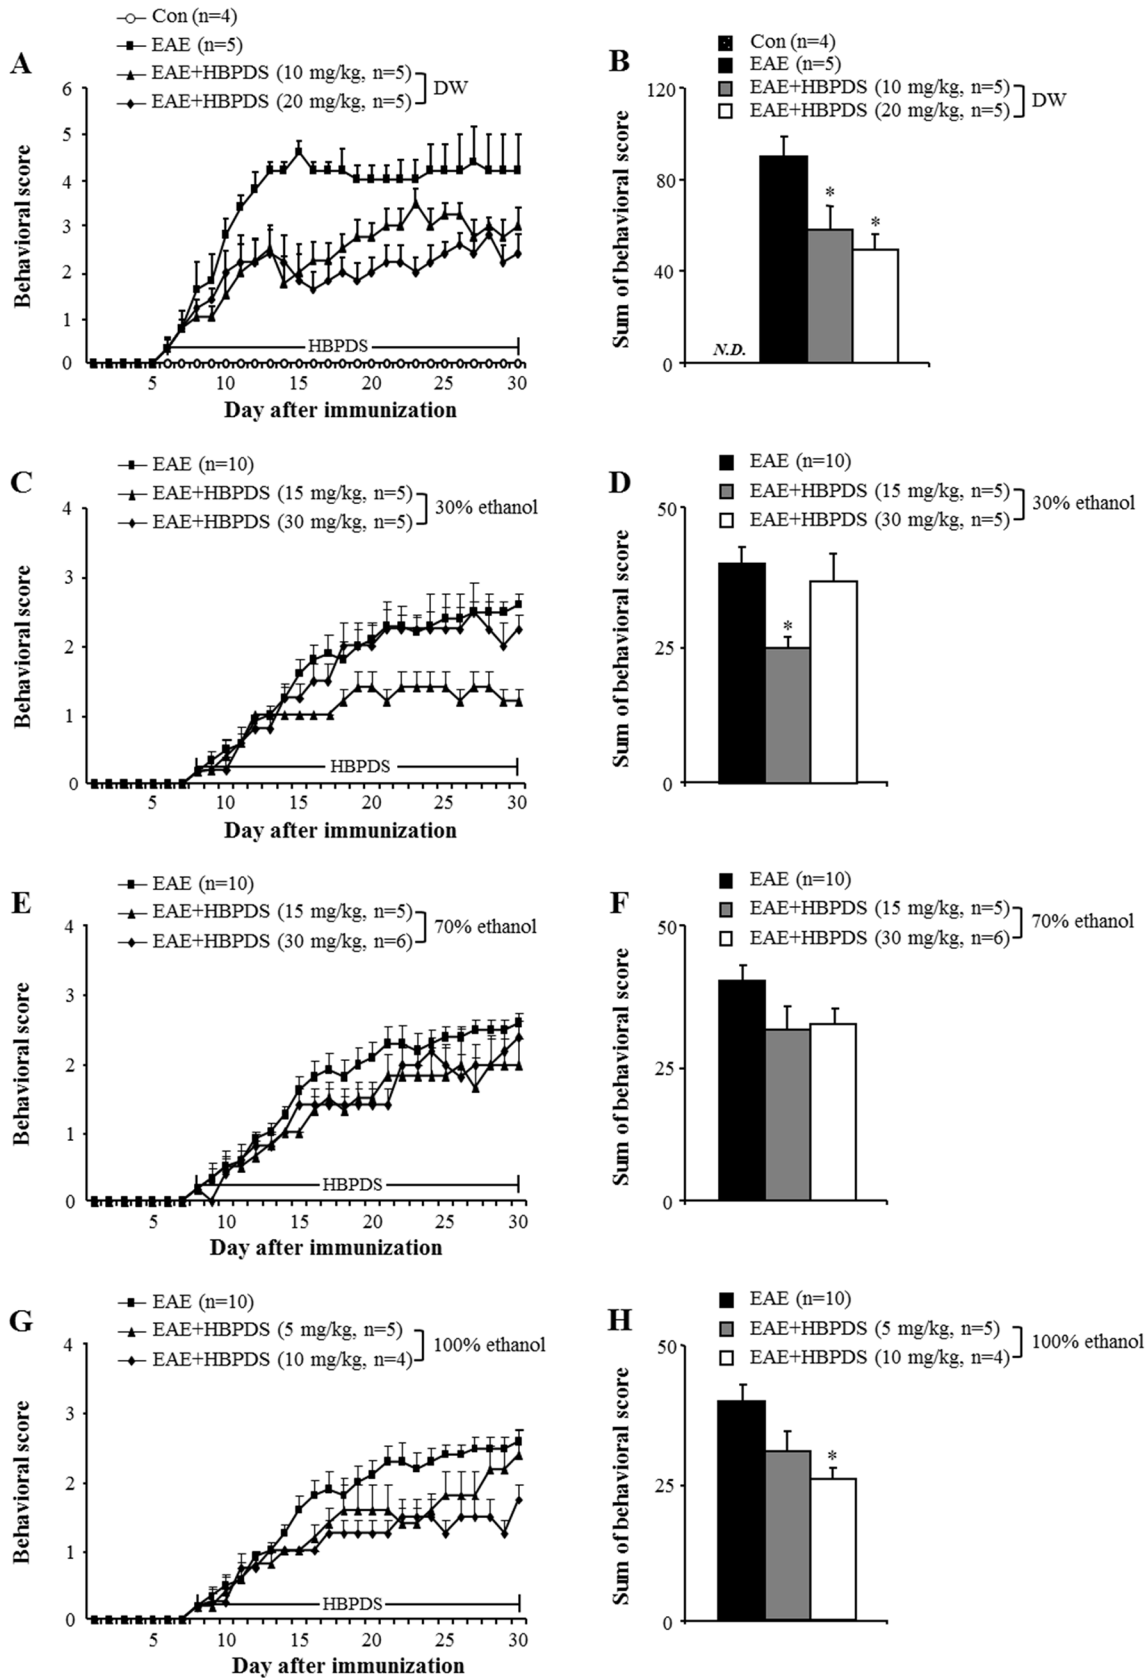 A
Con (n=4)
EAE (n=5)
EAE+HBPDS (10 mg/kg, n=5)
EAE+HBPDS (20 mg/kg, n=5)
DW
Behavioral score
6
5
4
3
2
1
0
HBPDS
5 10 15 20 25 30
Day after immunization
B
Con (n=4)
EAE (n=5)
EAE+HBPDS (10 mg/kg, n=5)
EAE+HBPDS (20 mg/kg, n=5)
DW
Sum of behavioral score
120
80
40
0
N.D.
*
*
C
EAE (n=10)
EAE+HBPDS (15 mg/kg, n=5)
EAE+HBPDS (30 mg/kg, n=5)
30% ethanol
Behavioral score
4
3
2
1
0
HBPDS
5 10 15 20 25 30
Day after immunization
D
EAE (n=10)
EAE+HBPDS (15 mg/kg, n=5)
EAE+HBPDS (30 mg/kg, n=5)
30% ethanol
Sum of behavioral score
50
25
0
*
E
EAE (n=10)
EAE+HBPDS (15 mg/kg, n=5)
EAE+HBPDS (30 mg/kg, n=6)
70% ethanol
Behavioral score
4
3
2
1
0
HBPDS
5 10 15 20 25 30
Day after immunization
F
EAE (n=10)
EAE+HBPDS (15 mg/kg, n=5)
EAE+HBPDS (30 mg/kg, n=6)
70% ethanol
Sum of behavioral score
50
25
0
G
EAE (n=10)
EAE+HBPDS (5 mg/kg, n=5)
EAE+HBPDS (10 mg/kg, n=4)
100% ethanol
Behavioral score
4
3
2
1
0
HBPDS
5 10 15 20 25 30
Day after immunization
H
EAE (n=10)
EAE+HBPDS (5 mg/kg, n=5)
EAE+HBPDS (10 mg/kg, n=4)
100% ethanol
Sum of behavioral score
50
25
0
*